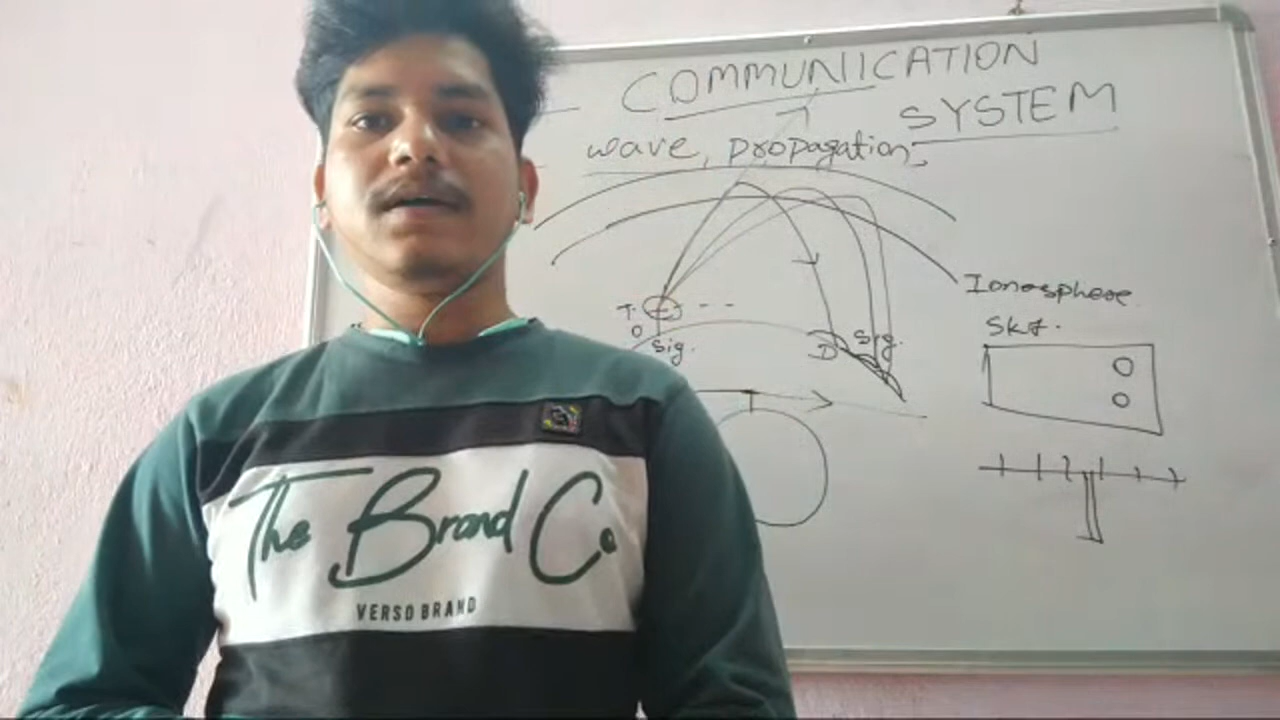 COMMUNICATION
SYSTEM
wave propagation
Ionosphere
Sky.
T.
O
Sig.
D
Sig.
The Brand Co
VERSO BRAND